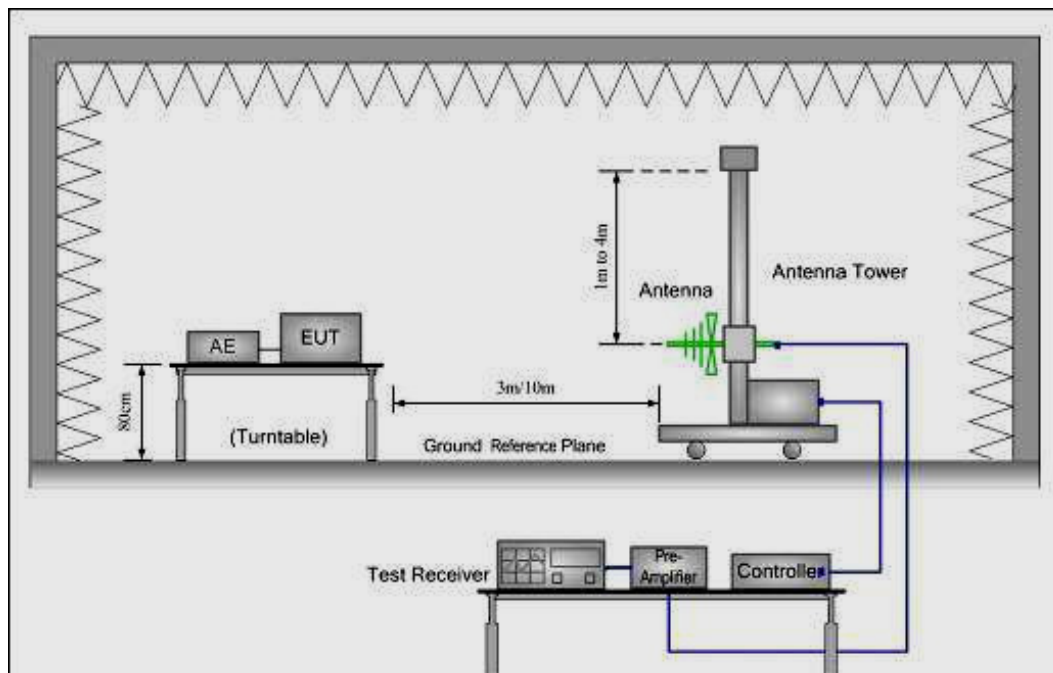 1m to 4m
Antenna Tower
Antenna
AE
EUT
80cm
3m/10m
(Turntable)
Ground Reference Plane
Test Receiver
Pre-
Amplifier
Controller